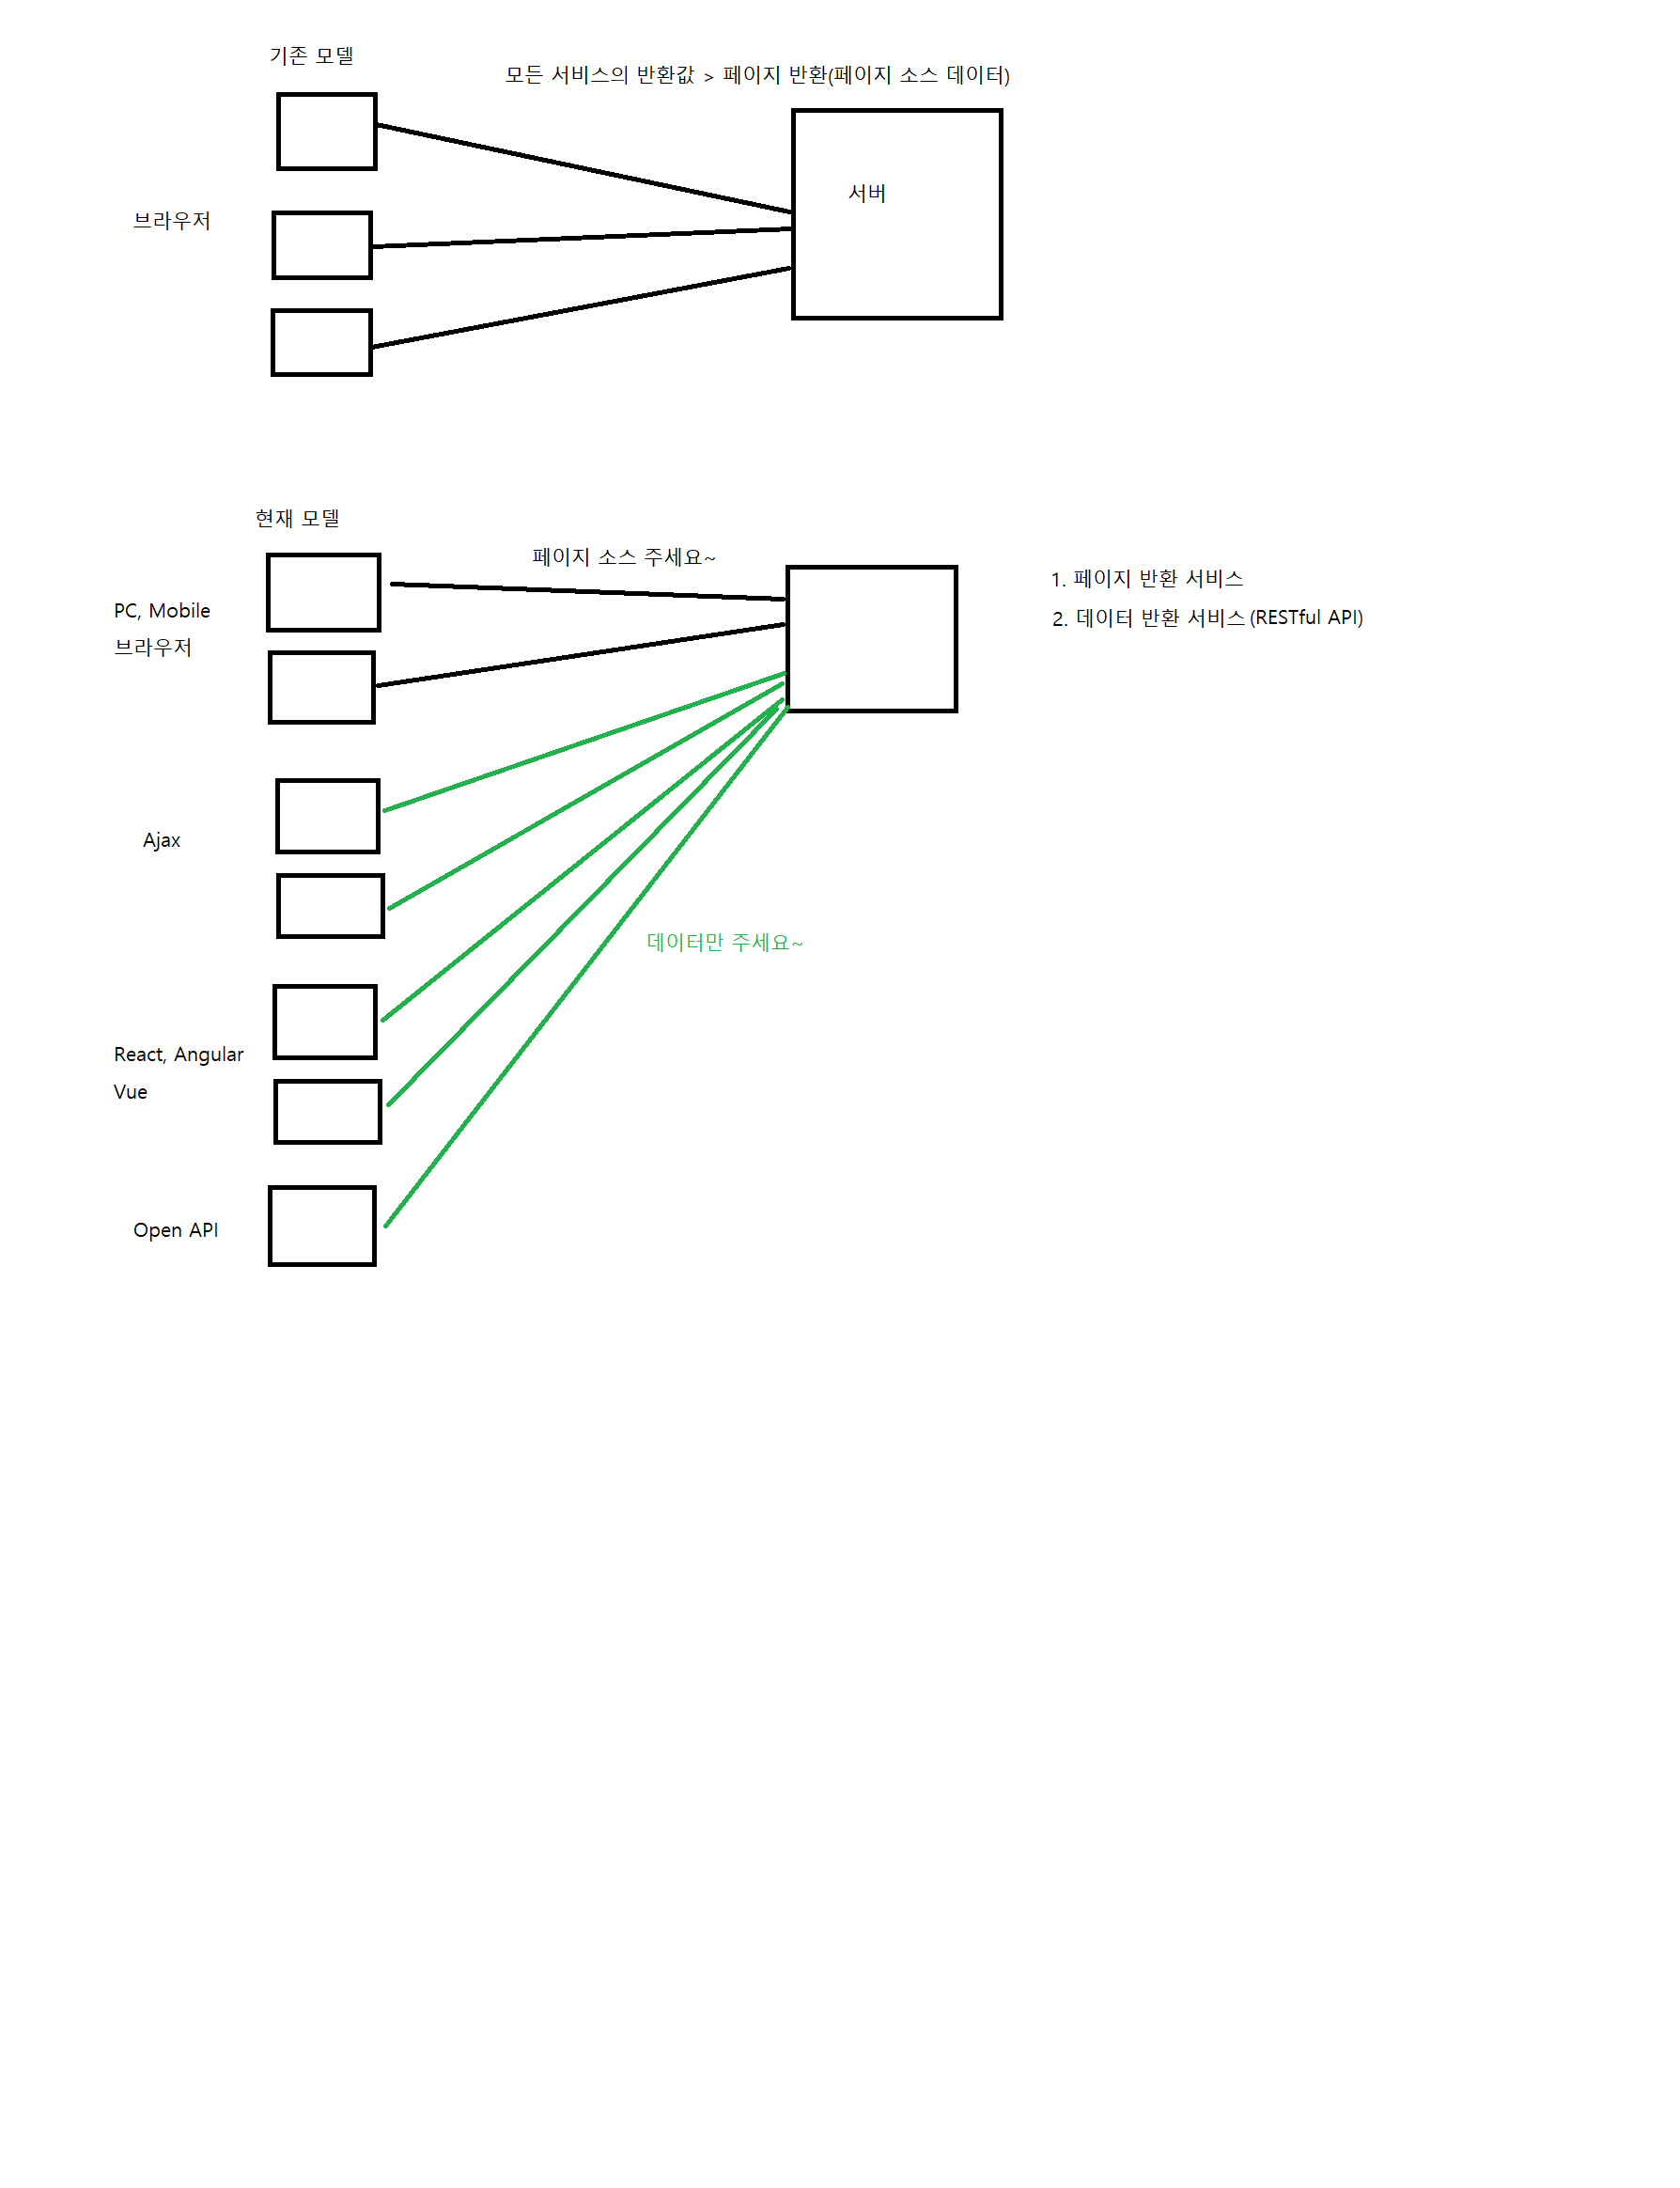 기존 모델
모든 서비스의 반환값 > 페이지 반환(페이지 소스 데이터)
서버
브라우저
현재 모델
페이지 소스 주세요~
1. 페이지 반환 서비스
2. 데이터 반환 서비스 (RESTful API)
PC, Mobile
브라우저
Ajax
데이터만 주세요~
React, Angular
Vue
Open API